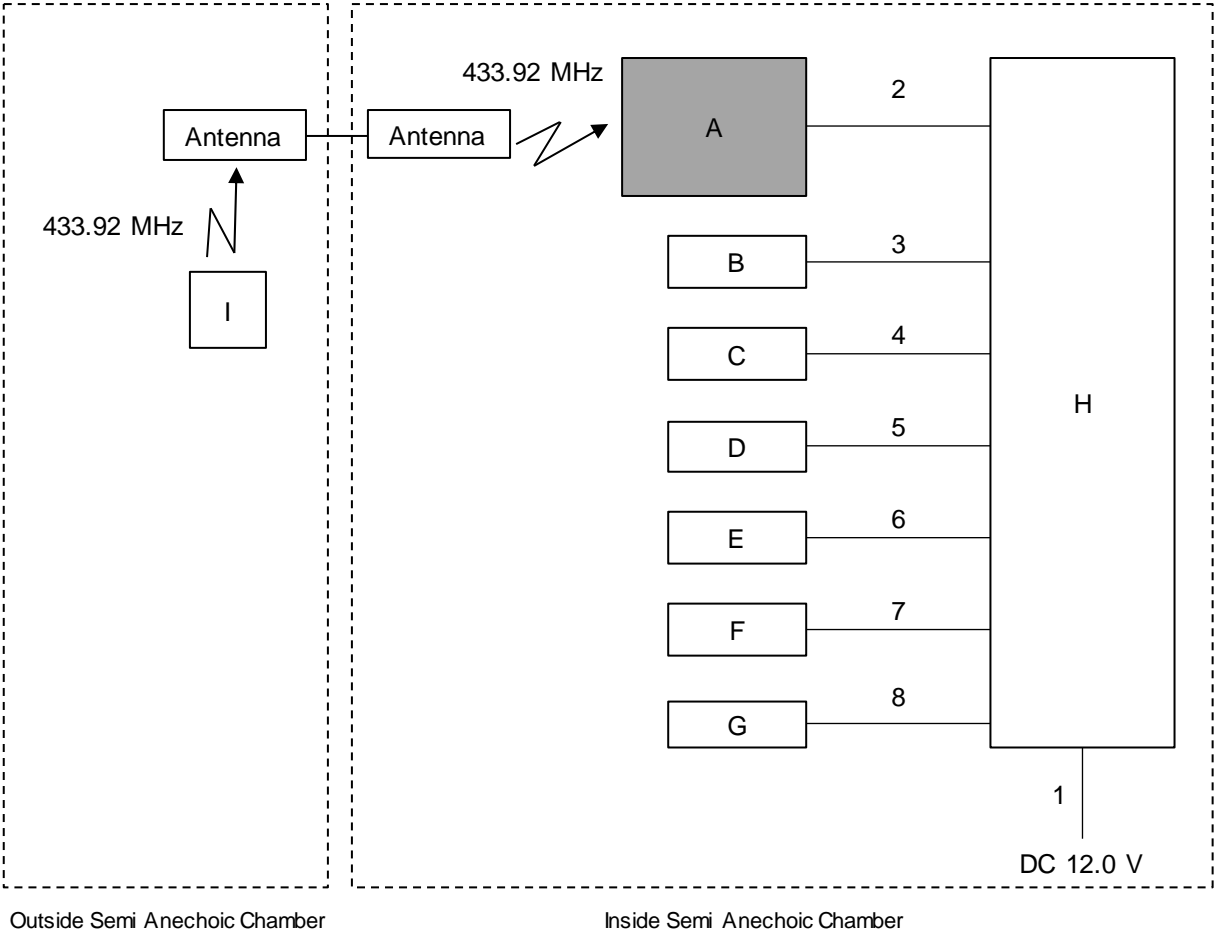 433.92 MHz
2
Antenna
Antenna
A
433.92 MHz
I
B
3
C
4
D
5
E
6
F
7
G
8
H
1
DC 12.0 V
Outside Semi Anechoic Chamber
Inside Semi Anechoic Chamber